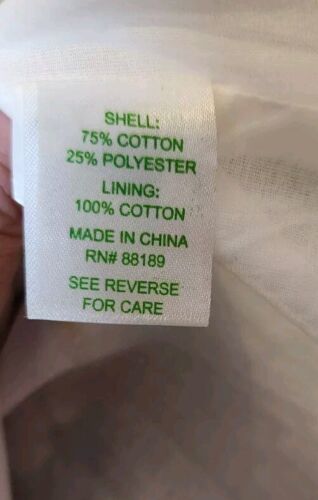 SHELL:
75% COTTON
25% POLYESTER
LINING:
100% COTTON
MADE IN CHINA
RN# 88189
SEE REVERSE
FOR CARE